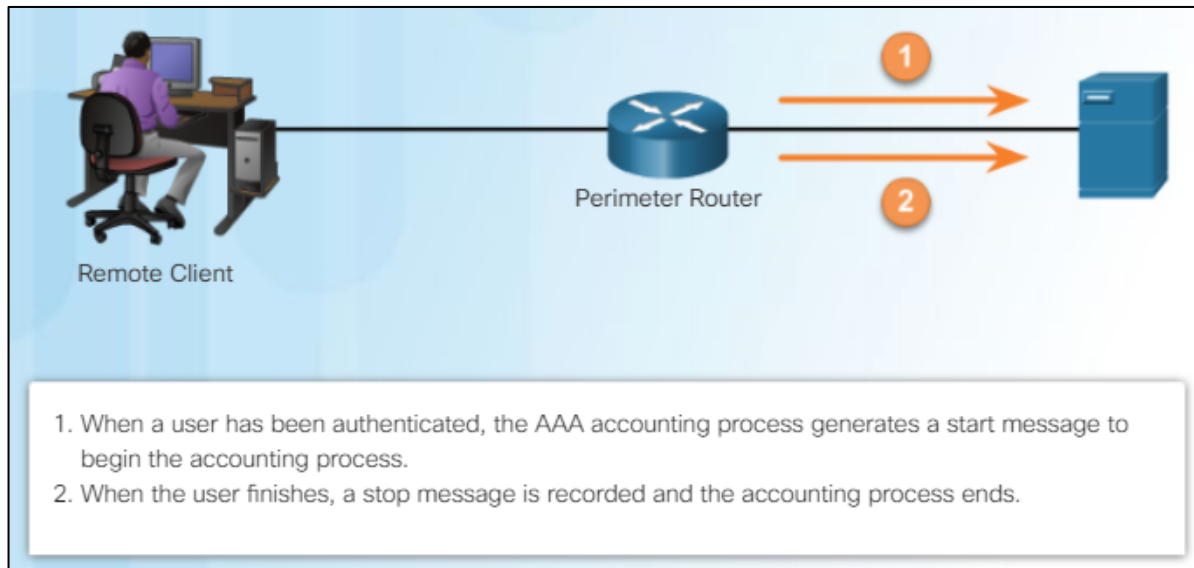 1
Perimeter Router
2
Remote Client
1. When a user has been authenticated, the AAA accounting process generates a start message to
begin the accounting process.
2. When the user finishes, a stop message is recorded and the accounting process ends.